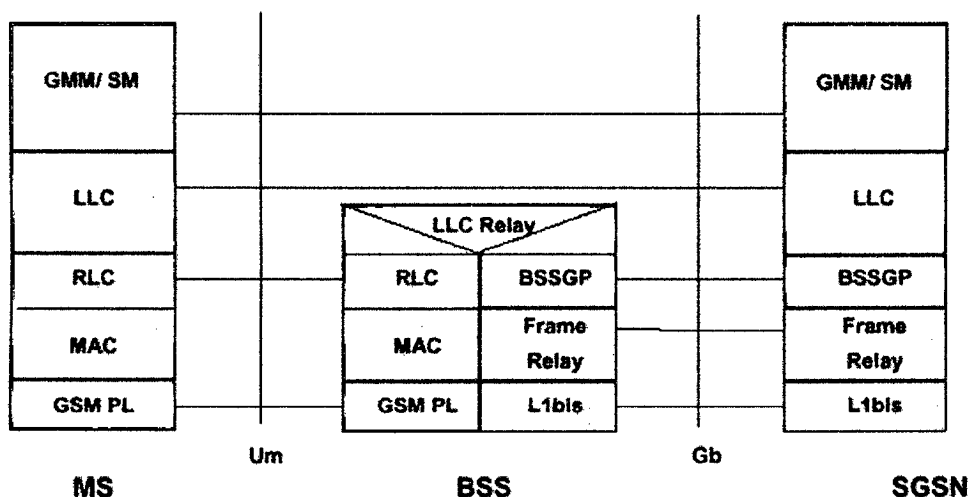 GMM/ SM
GMM/ SM
LLC
LLC
LLC Relay
RLC
RLC
BSSGP
BSSGP
MAC
MAC
Frame
Relay
Frame
Relay
GSM PL
GSM PL
L1bis
L1bis
Um
Gb
MS
BSS
SGSN